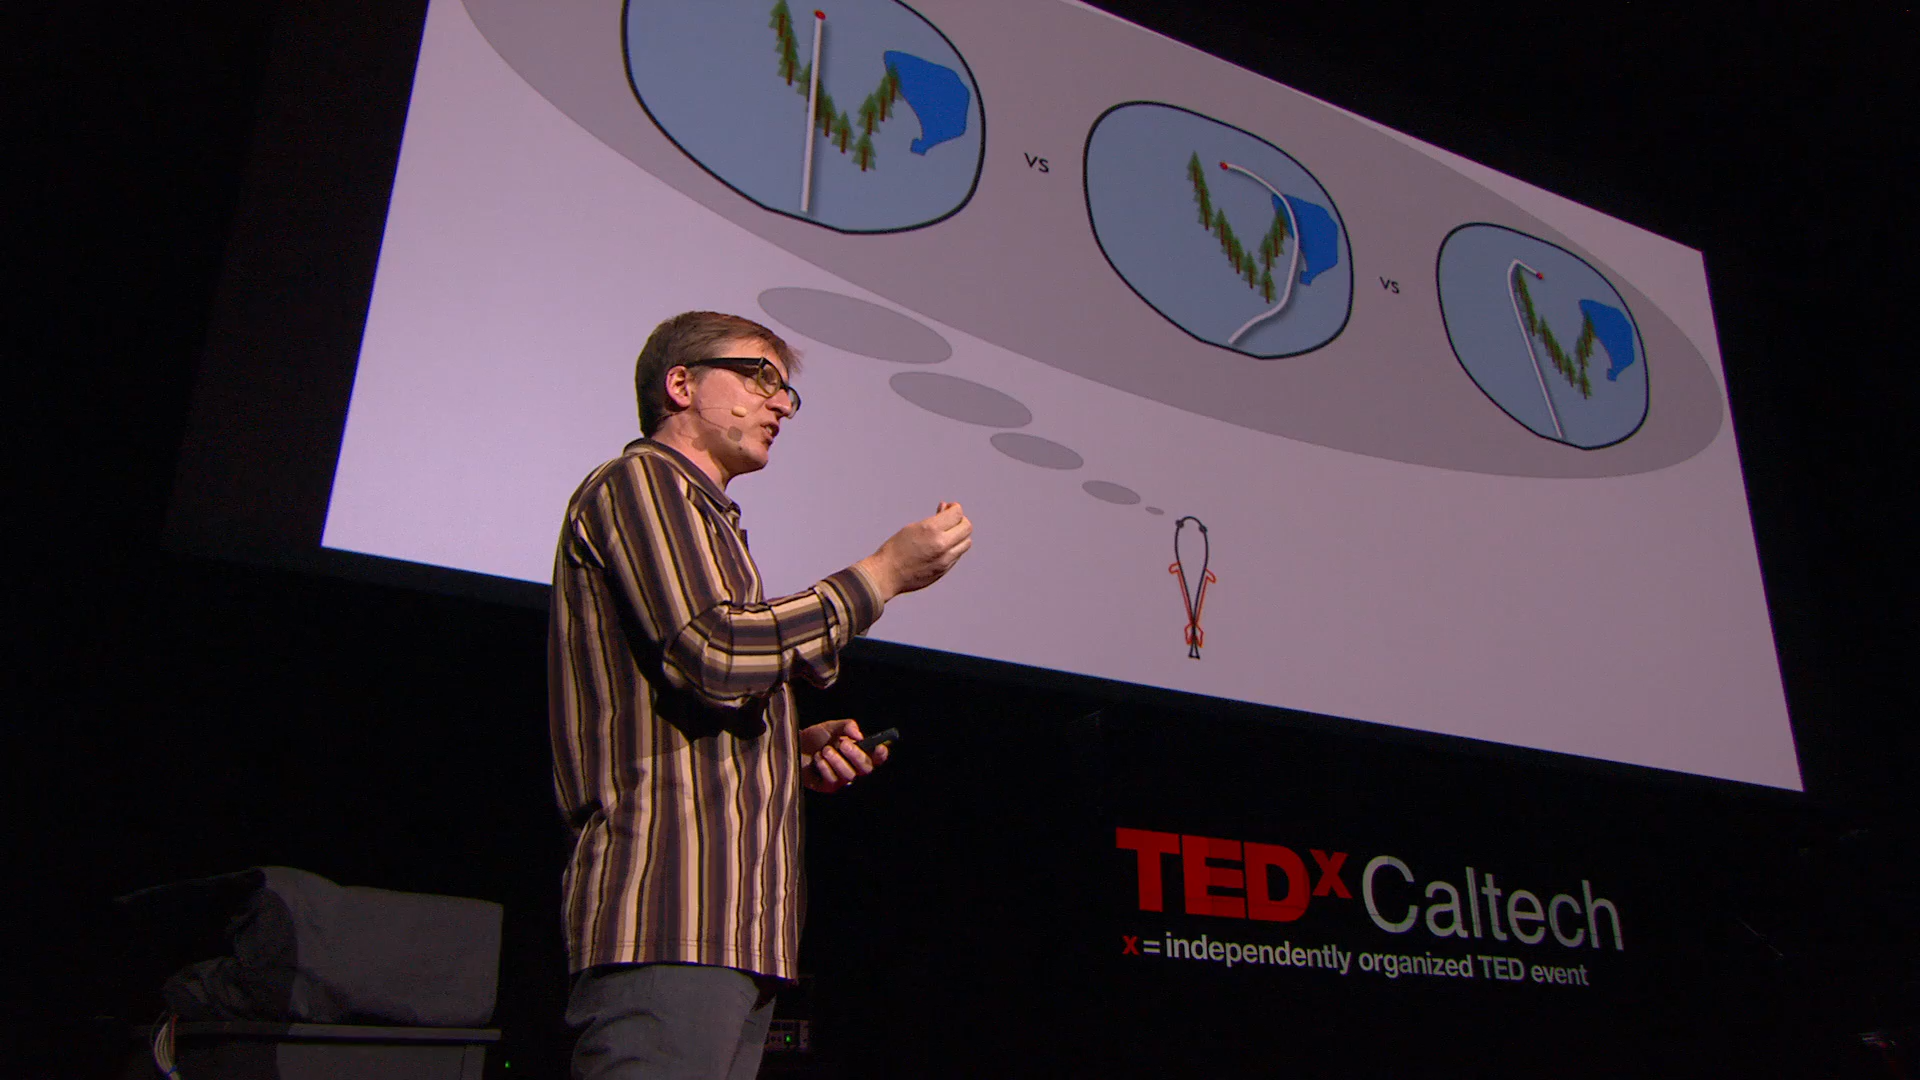 vs
vs
TEDx Caltech
x = independently organized TED event